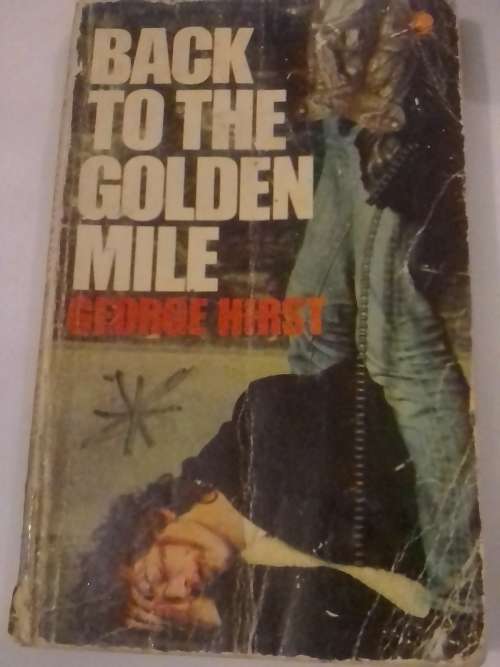 BACK
TO THE
GOLDEN
MILE
GEORGE HIRST